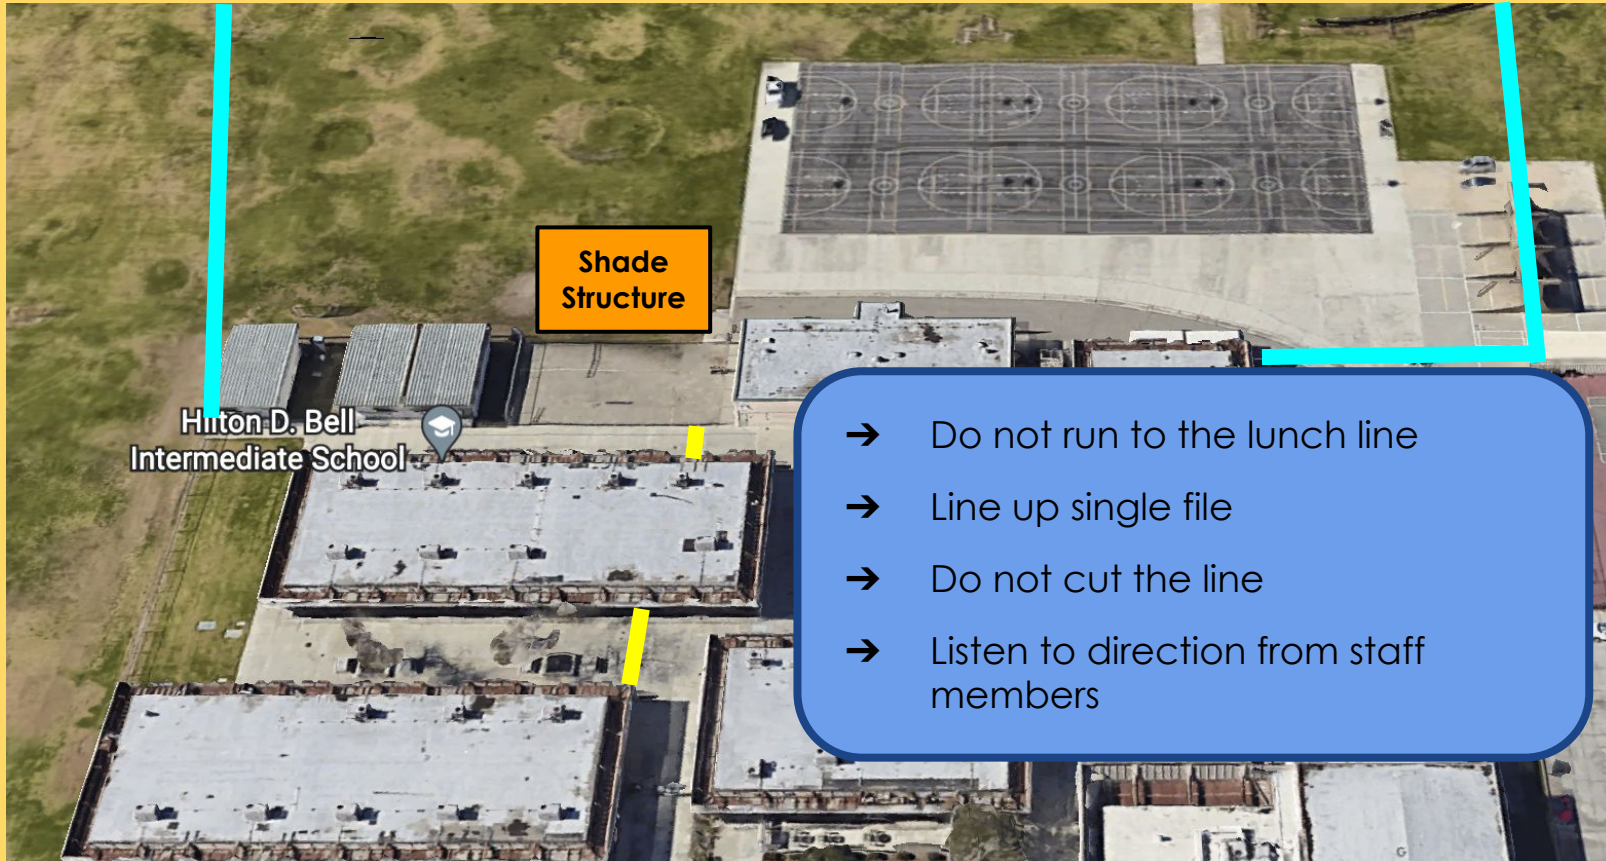 Shade
Structure
Hilton D. Bell
Intermediate School
➔ Do not run to the lunch line
➔ Line up single file
➔ Do not cut the line
➔ Listen to direction from staff
members